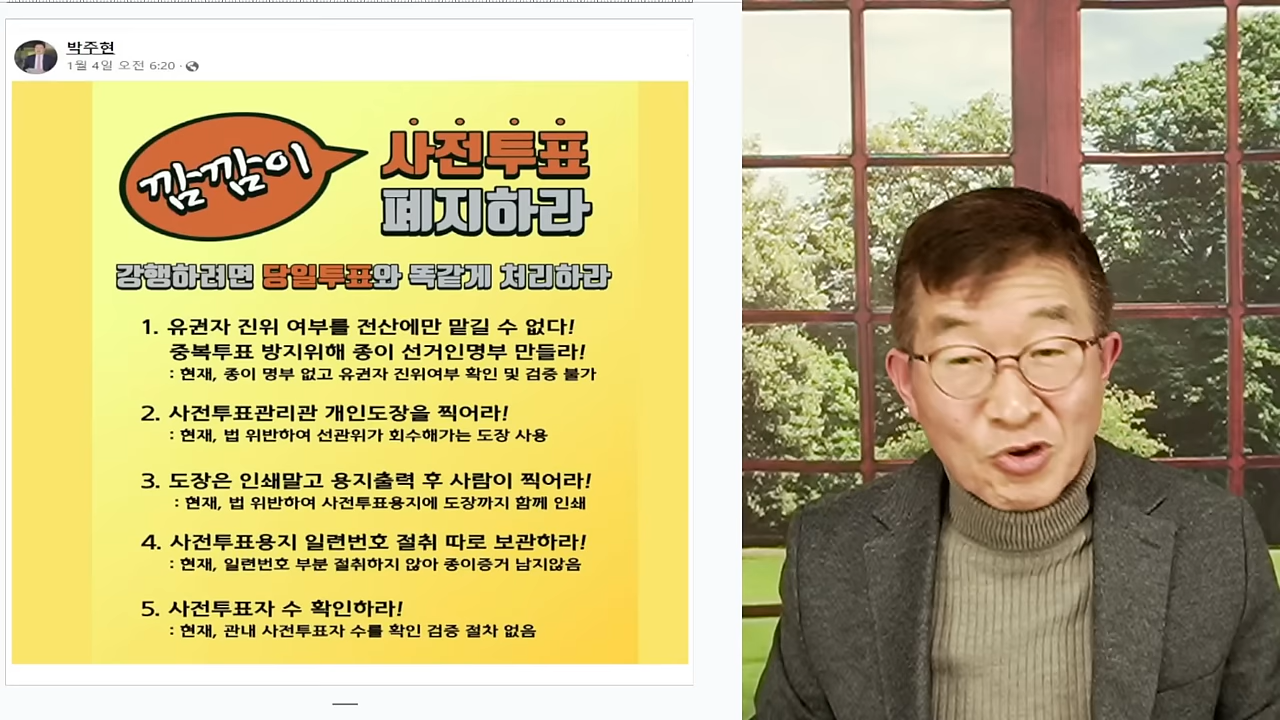 박주현
1월 4일 오전 6:20
깜깜이
사전투표
폐지하라
강행하려면 당일투표와 똑같게 처리하라
1. 유권자 진위 여부를 전산에만 맡길 수 없다!
중복투표 방지위해 종이 선거인명부 만들라!
: 현재, 종이 명부 없고 유권자 진위여부 확인 및 검증 불가
2. 사전투표관리관 개인도장을 찍어라!
: 현재, 법 위반하여 선관위가 회수해가는 도장 사용
3. 도장은 인쇄말고 용지출력 후 사람이 찍어라!
: 현재, 법 위반하여 사전투표용지에 도장까지 함께 인쇄
4. 사전투표용지 일련번호 절취 따로 보관하라!
: 현재, 일련번호 부분 절취하지 않아 종이증거 남지않음
5. 사전투표자 수 확인하라!
: 현재, 관내 사전투표자 수를 확인 검증 절차 없음